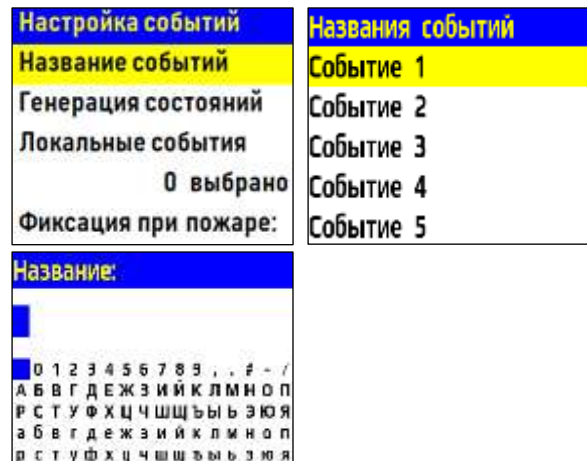 Настройка событий
Название событий
Генерация состояний
Локальные события
0 выбрано
Фиксация при пожаре:
Названия событий
Событие 1
Событие 2
Событие 3
Событие 4
Событие 5
Название:
0 1 2 3 4 5 6 7 8 9 , . # - /
А Б В Г Д Е Ж З И Й К Л М Н О П
Р С Т У Ф Х Ц Ч Ш Щ Ъ Ы Ь Э Ю Я
а б в г д е ж з и й к л м н о п
р с т у ф х ц ч ш щ ъ ы ь э ю я